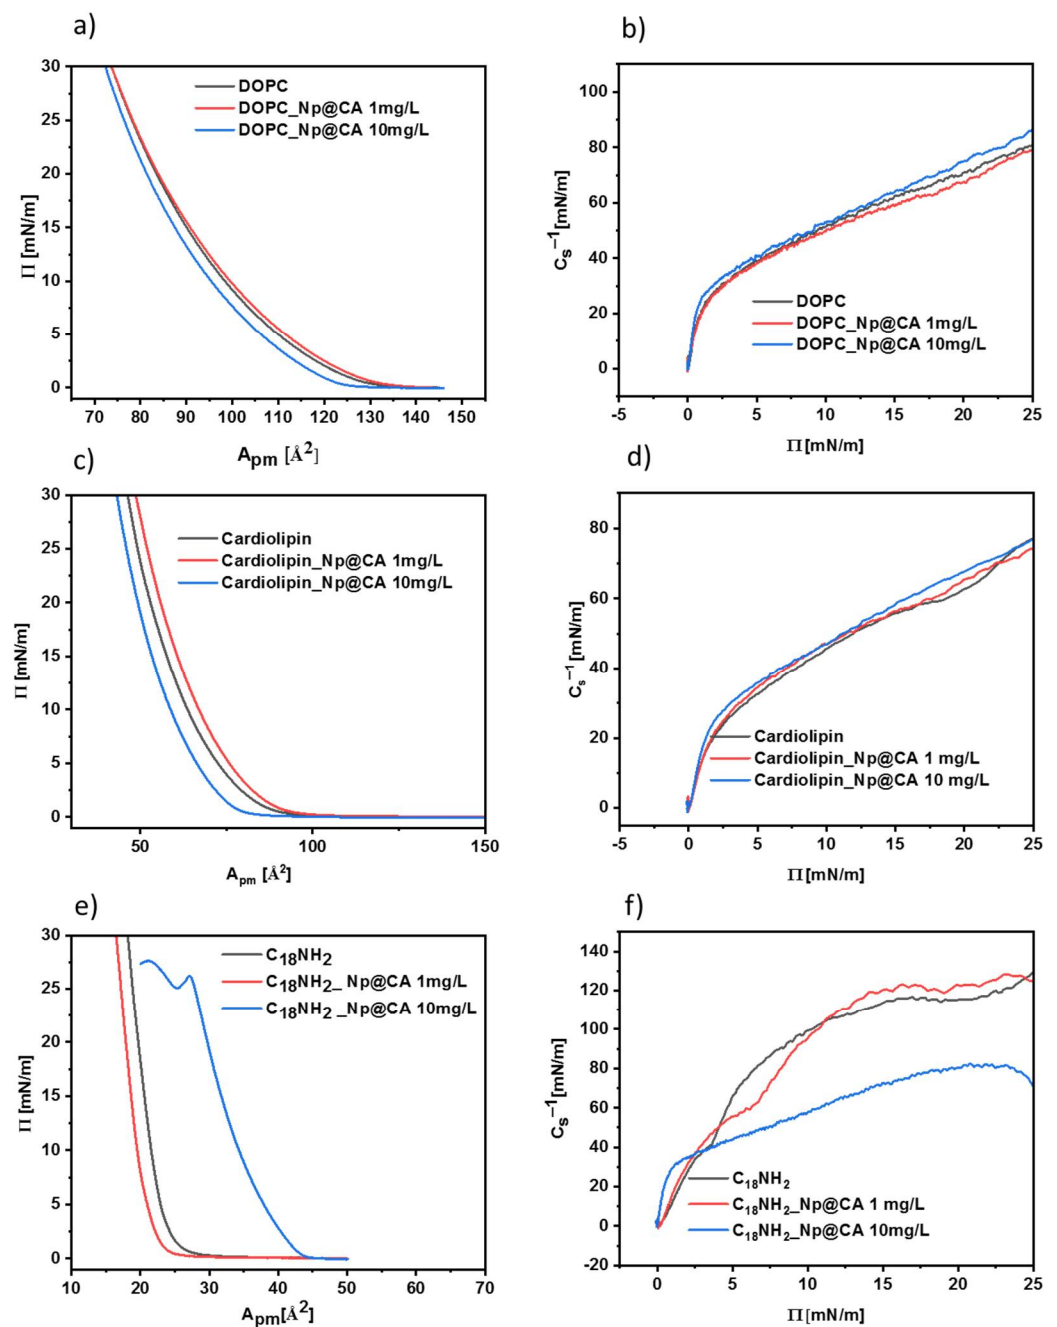 a)
30
25
20
15
10
5
0
Π [mN/m]
DOPC
DOPC_Np@CA 1mg/L
DOPC_Np@CA 10mg/L
70 80 90 100 110 120 130 140 150
Apm [Å²]
b)
100
80
60
40
20
0
Cs⁻¹ [mN/m]
DOPC
DOPC_Np@CA 1mg/L
DOPC_Np@CA 10mg/L
-5 0 5 10 15 20 25
Π [mN/m]
c)
30
25
20
15
10
5
0
Π [mN/m]
Cardiolipin
Cardiolipin_Np@CA 1mg/L
Cardiolipin_Np@CA 10mg/L
50 100 150
Apm [Å²]
d)
80
60
40
20
0
Cs⁻¹ [mN/m]
Cardiolipin
Cardiolipin_Np@CA 1 mg/L
Cardiolipin_Np@CA 10 mg/L
-5 0 5 10 15 20 25
Π [mN/m]
e)
30
25
20
15
10
5
0
Π [mN/m]
C₁₈NH₂
C₁₈NH₂_ Np@CA 1mg/L
C₁₈NH₂ _Np@CA 10mg/L
10 20 30 40 50 60 70
Apm[Å²]
f)
140
120
100
80
60
40
20
0
-20
Cs⁻¹ [mN/m]
C₁₈NH₂
C₁₈NH₂_Np@CA 1 mg/L
C₁₈NH₂_Np@CA 10mg/L
0 5 10 15 20 25
Π [mN/m]